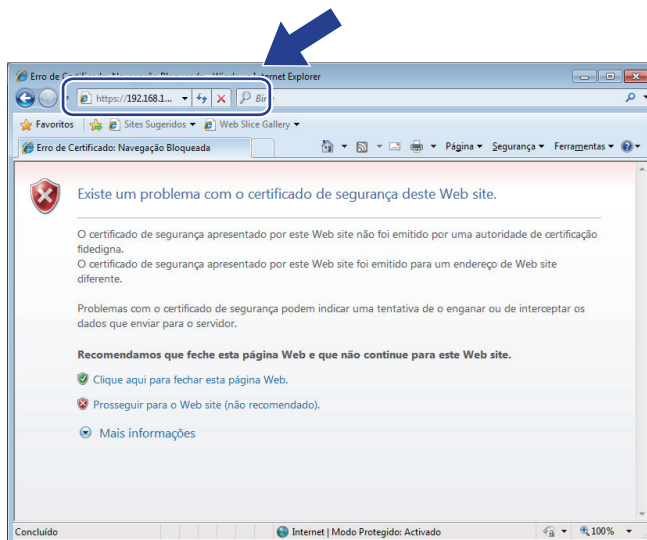 Erro de
Internet Explorer
https://192.168.1...
Bin
Favoritos
Sites Sugeridos
Web Slice Gallery
Erro de Certificado: Navegação Bloqueada
Página
Segurança
Ferramentas
Existe um problema com o certificado de segurança deste Web site.
O certificado de segurança apresentado por este Web site não foi emitido por uma autoridade de certificação
fidedigna.
O certificado de segurança apresentado por este Web site foi emitido para um endereço de Web site
diferente.
Problemas com o certificado de segurança podem indicar uma tentativa de o enganar ou de interceptar os
dados que enviar para o servidor.
Recomendamos que feche esta página Web e que não continue para este Web site.
Clique aqui para fechar esta página Web.
Prosseguir para o Web site (não recomendado).
Mais informações
Concluído
Internet | Modo Protegido: Activado
100%